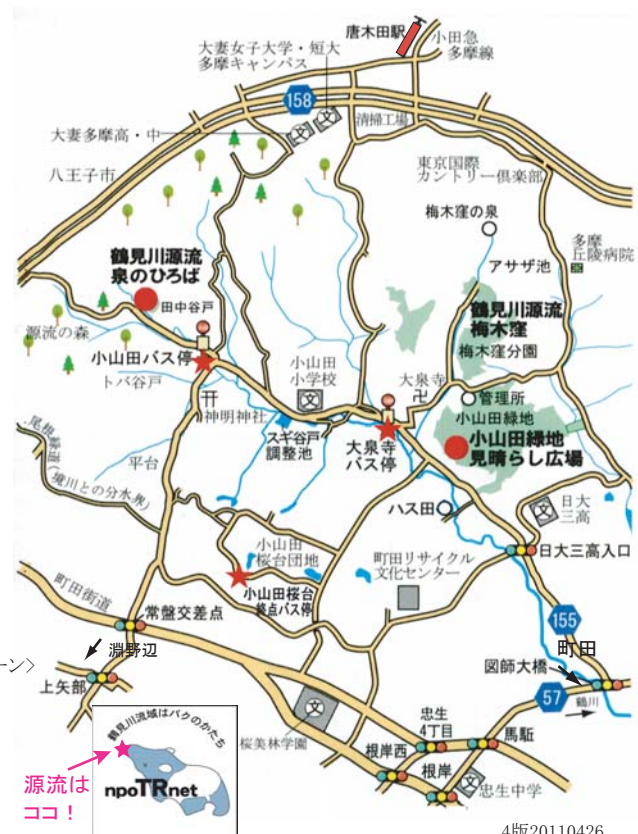 唐木田駅
小田急
多摩線
大妻女子大学・短大
多摩キャンパス
158
清掃工場
大妻多摩高・中
八王子市
東京国際
カントリー倶楽部
梅木窪の泉
アサザ池
多摩
丘陵病院
鶴見川源流
泉のひろば
田中谷戸
鶴見川源流
梅木窪
梅木窪分園
源流の森
小山田バス停
トバ谷戸
小山田
小学校
大泉寺
管理所
小山田緑地
小山田緑地
見晴らし広場
神明神社
スギ谷戸
調整池
大泉寺
バス停
尾根緑道(境川との分水界)
平台
ハス田
日大
三高
日大三高入口
小山田
桜台団地
町田リサイクル
文化センター
小山田桜台
終点バス停
町田街道
常盤交差点
155
町田
淵野辺
ーン〉
上矢部
図師大橋
57
鶴川
桜美林学園
忠生
4丁目
馬駈
根岸西
根岸
忠生中学
鶴見川流域はバクのかたち
npoTRnet
源流は
ココ!
4版20110426